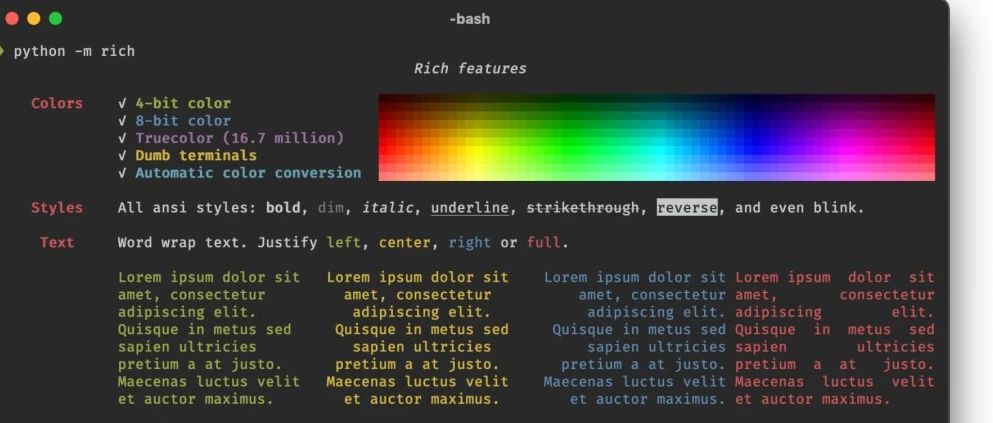 -bash
python -m rich
Rich features
Colors √ 4-bit color
√ 8-bit color
√ Truecolor (16.7 million)
√ Dumb terminals
√ Automatic color conversion
Styles All ansi styles: bold, dim, italic, underline, strikethrough, reverse, and even blink.
Text Word wrap text. Justify left, center, right or full.
Lorem ipsum dolor sit Lorem ipsum dolor sit Lorem ipsum dolor sit Lorem ipsum dolor sit
amet, consectetur amet, consectetur amet, consectetur amet, consectetur
adipiscing elit. adipiscing elit. adipiscing elit. adipiscing elit.
Quisque in metus sed Quisque in metus sed Quisque in metus sed Quisque in metus sed
sapien ultricies sapien ultricies sapien ultricies sapien ultricies
pretium a at justo. pretium a at justo. pretium a at justo. pretium a at justo.
Maecenas luctus velit Maecenas luctus velit Maecenas luctus velit Maecenas luctus velit
et auctor maximus. et auctor maximus. et auctor maximus. et auctor maximus.